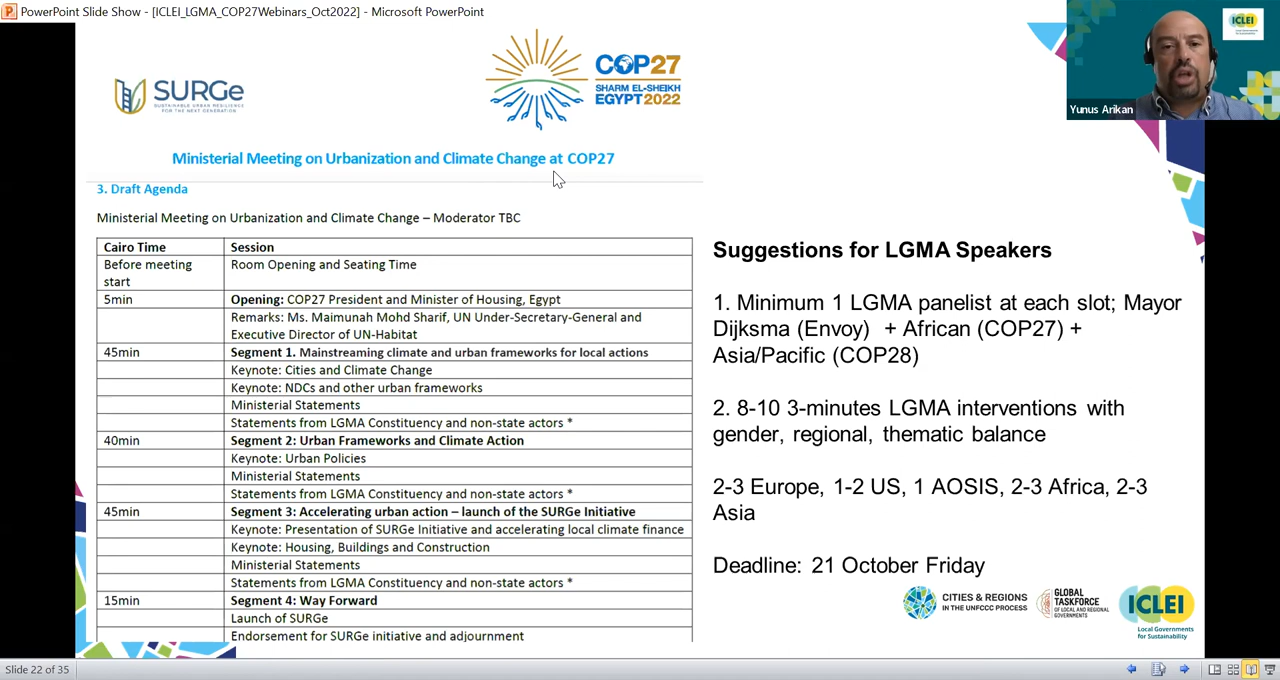 PowerPoint Slide Show - [ICLEI_LGMA_COP27Webinars_Oct2022] - Microsoft PowerPoint
SURGe
SUSTAINABLE URBAN RESILIENCE
FOR THE NEXT GENERATION
COP27
SHARM EL-SHEIKH
EGYPT 2022
ICLEI
Local Governments
for Sustainability
Yunus Arikan
Ministerial Meeting on Urbanization and Climate Change at COP27
3. Draft Agenda
Ministerial Meeting on Urbanization and Climate Change – Moderator TBC
Cairo Time Session
Before meeting start Room Opening and Seating Time
5min Opening: COP27 President and Minister of Housing, Egypt
Remarks: Ms. Maimunah Mohd Sharif, UN Under-Secretary-General and
Executive Director of UN-Habitat
45min Segment 1. Mainstreaming climate and urban frameworks for local actions
Keynote: Cities and Climate Change
Keynote: NDCs and other urban frameworks
Ministerial Statements
Statements from LGMA Constituency and non-state actors *
40min Segment 2: Urban Frameworks and Climate Action
Keynote: Urban Policies
Ministerial Statements
Statements from LGMA Constituency and non-state actors *
45min Segment 3: Accelerating urban action – launch of the SURGe Initiative
Keynote: Presentation of SURGe Initiative and accelerating local climate finance
Keynote: Housing, Buildings and Construction
Ministerial Statements
Statements from LGMA Constituency and non-state actors *
15min Segment 4: Way Forward
Launch of SURGe
Endorsement for SURGe initiative and adjournment
Suggestions for LGMA Speakers
1. Minimum 1 LGMA panelist at each slot; Mayor
Dijksma (Envoy) + African (COP27) +
Asia/Pacific (COP28)
2. 8-10 3-minutes LGMA interventions with
gender, regional, thematic balance
2-3 Europe, 1-2 US, 1 AOSIS, 2-3 Africa, 2-3
Asia
Deadline: 21 October Friday
CITIES & REGIONS
IN THE UNFCCC PROCESS
GLOBAL
TASKFORCE
OF LOCAL AND REGIONAL
GOVERNMENTS
ICLEI
Local Governments
for Sustainability
Slide 22 of 35